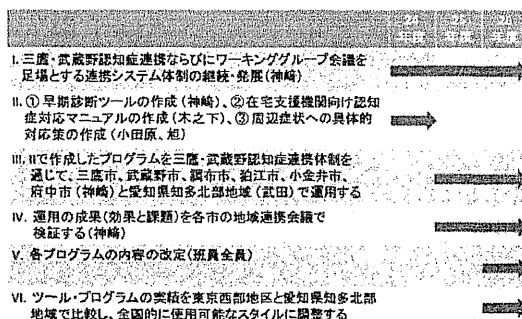 24 25 26
年度 年度 年度
I. 三鷹・武蔵野認知症連携ならびにワーキンググループ会議を
足場とする連携システム体制の継続・発展(神崎)
II. ① 早期診断ツールの作成(神崎)、② 在宅支援機関向け認知
症対応マニュアルの作成(木之下)、③ 周辺症状への具体的
対応策の作成(小田原、旭)
III. IIで作成したプログラムを三鷹・武蔵野認知症連携体制を
通じて、三鷹市、武蔵野市、調布市、狛江市、小金井市、
府中市(神崎)と愛知県知多北部地域(武田)で運用する
IV. 運用の成果(効果と課題)を各市の地域連携会議で
検証する(神崎)
V. 各プログラムの内容の改定(班員全員)
VI. ツール・プログラムの実績を東京西部地区と愛知県知多北部
地域で比較し、全国的に使用可能なスタイルに調整する